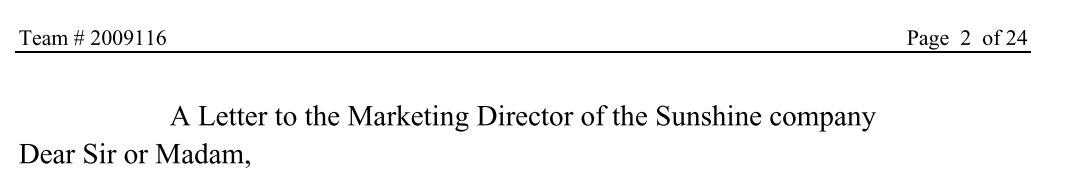 Team # 2009116 Page 2 of 24
A Letter to the Marketing Director of the Sunshine company
Dear Sir or Madam,